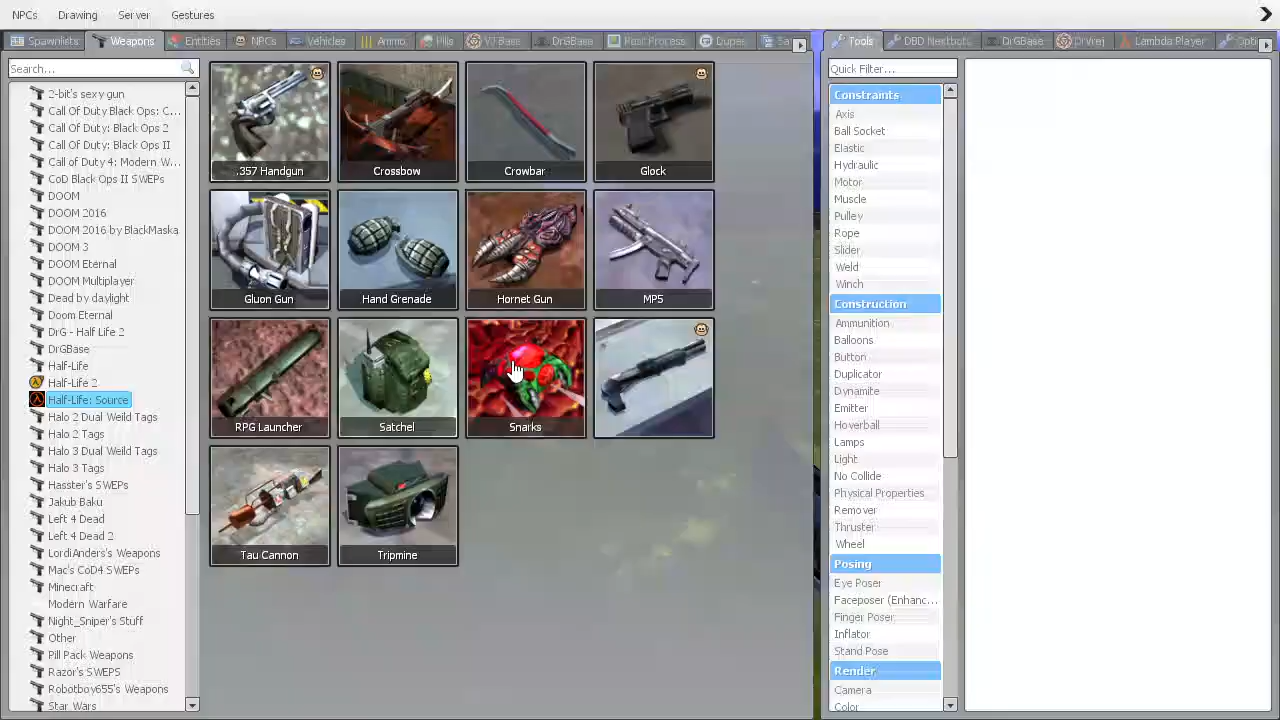 NPCs Drawing Server Gestures
Spawnlists Weapons Entities NPCs Vehicles Ammo Pills VJ Base DrGBase Post Process Dupes Sa
Tools DBD Nextbots DrGBase DrVrej Lambda Player Opti
Search...
Quick Filter...
2-bit's sexy gun
Call Of Duty Black Ops: C...
Call Of Duty: Black Ops 2
Call Of Duty: Black Ops II
Call of Duty 4: Modern W...
CoD Black Ops II SWEPs
DOOM
DOOM 2016
DOOM 2016 by BlackMaska
DOOM 3
DOOM Eternal
DOOM Multiplayer
Dead by daylight
Doom Eternal
DrG - Half Life 2
DrGBase
Half-Life
Half-Life 2
Half-Life: Source
Halo 2 Dual Weild Tags
Halo 2 Tags
Halo 3 Dual Weild Tags
Halo 3 Tags
Hasster's SWEPs
Jakub Baku
Left 4 Dead
Left 4 Dead 2
LordiAnders's Weapons
Mac's CoD4 SWEPs
Minecraft
Modern Warfare
Night_Sniper's Stuff
Other
Pill Pack Weapons
Razor's SWEPs
Robotboy655's Weapons
Star Wars
.357 Handgun Crossbow Crowbar Glock
Gluon Gun Hand Grenade Hornet Gun MP5
RPG Launcher Satchel Snarks
Tau Cannon Tripmine
Constraints
Axis
Ball Socket
Elastic
Hydraulic
Motor
Muscle
Pulley
Rope
Slider
Weld
Winch
Construction
Ammunition
Balloons
Button
Duplicator
Dynamite
Emitter
Hoverball
Lamps
Light
No Collide
Physical Properties
Remover
Thruster
Wheel
Posing
Eye Poser
Faceposer (Enhanc...
Finger Poser
Inflator
Stand Pose
Render
Camera
Color